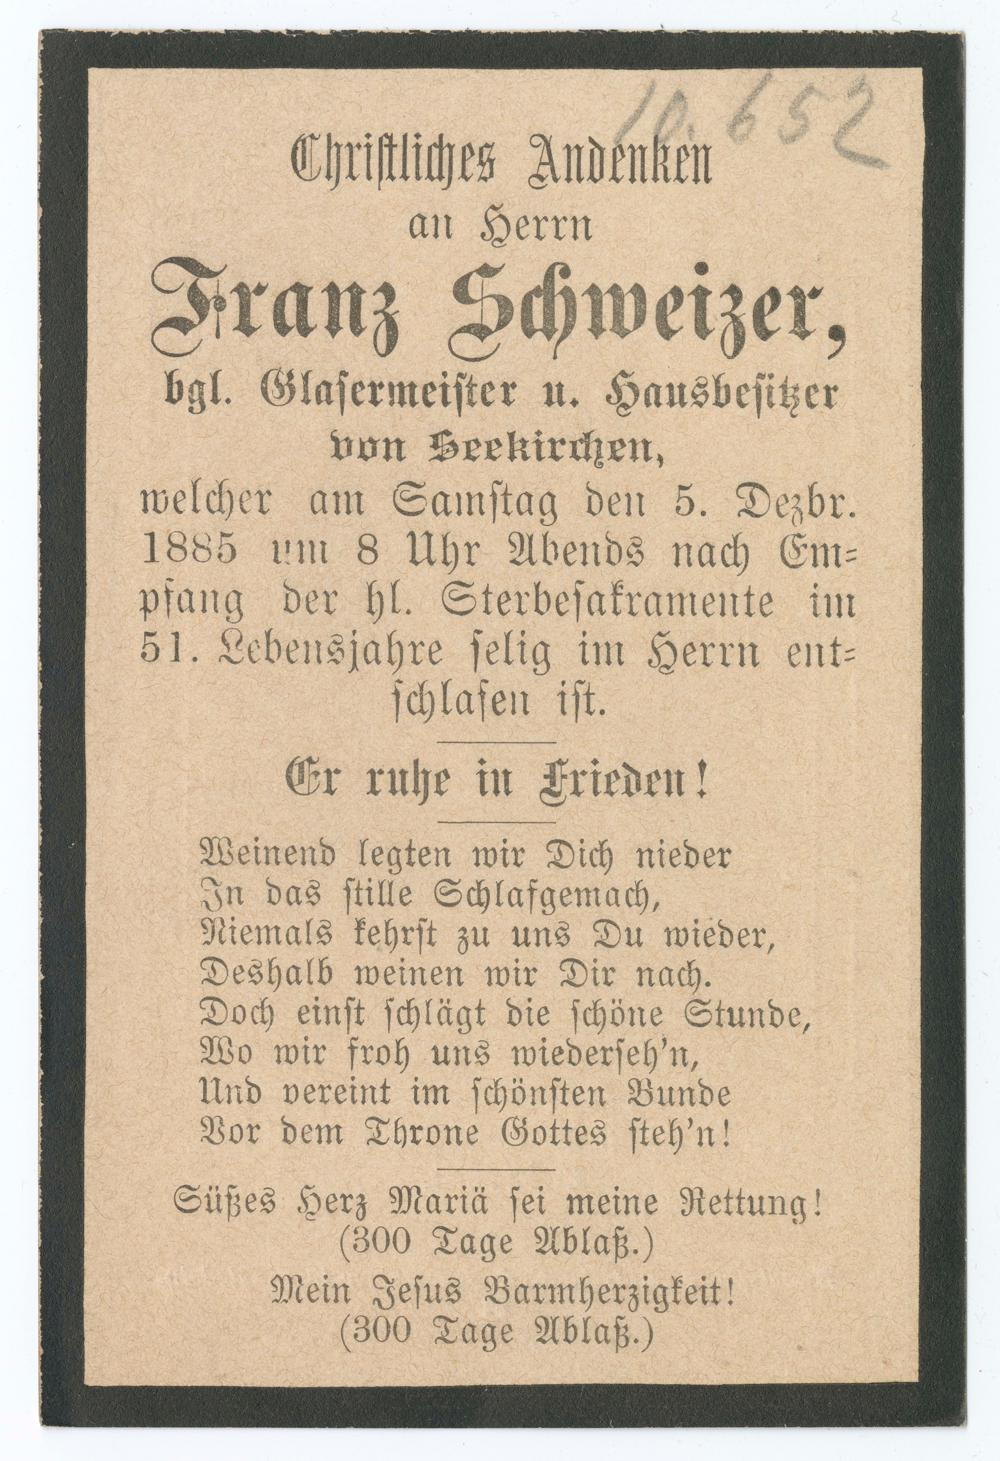 10.652
Christliches Andenken
an Herrn
Franz Schweizer,
bgl. Glasermeister u. Hausbesitzer
von Seekirchen,
welcher am Samstag den 5. Dezbr.
1885 um 8 Uhr Abends nach Em-
pfang der hl. Sterbesakramente im
51. Lebensjahre selig im Herrn ent-
schlafen ist.
Er ruhe in Frieden!
Weinend legten wir Dich nieder
In das stille Schlafgemach,
Niemals kehrst zu uns Du wieder,
Deshalb weinen wir Dir nach.
Doch einst schlägt die schöne Stunde,
Wo wir froh uns wiederseh'n,
Und vereint im schönsten Bunde
Vor dem Throne Gottes steh'n!
Süßes Herz Mariä sei meine Rettung!
(300 Tage Ablaß.)
Mein Jesus Barmherzigkeit!
(300 Tage Ablaß.)